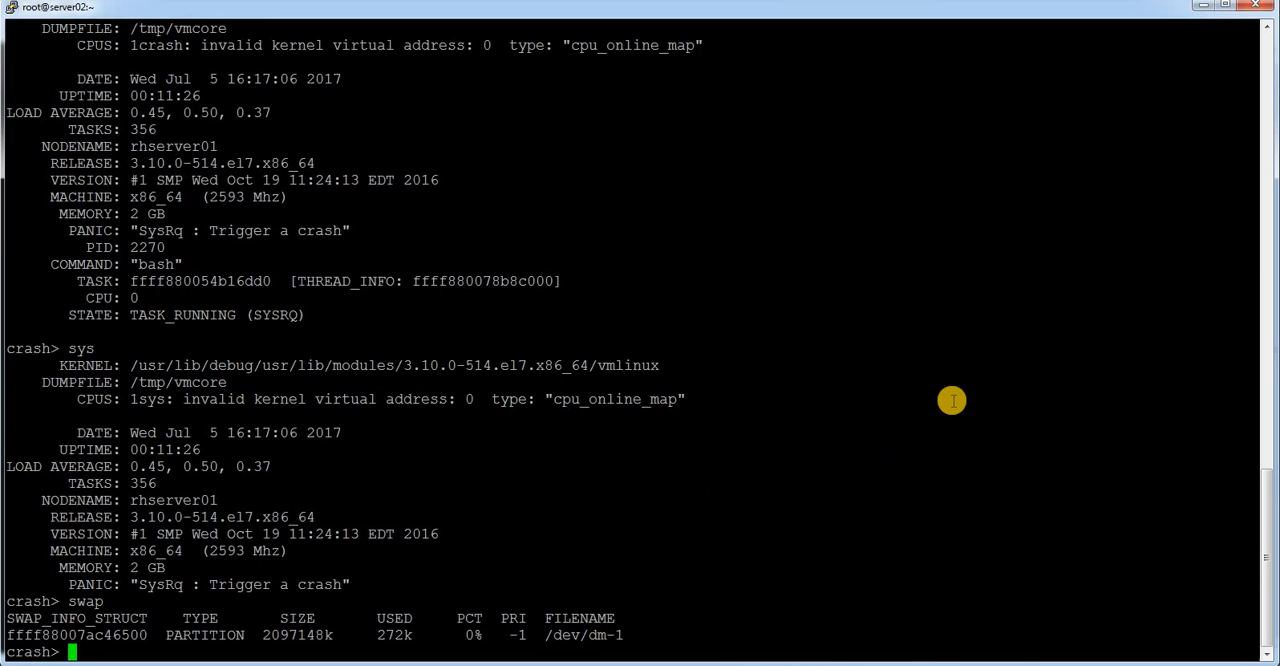 root@server02:~
DUMPFILE: /tmp/vmcore
CPUS: 1crash: invalid kernel virtual address: 0  type: "cpu_online_map"
DATE: Wed Jul  5 16:17:06 2017
UPTIME: 00:11:26
LOAD AVERAGE: 0.45, 0.50, 0.37
TASKS: 356
NODENAME: rhserver01
RELEASE: 3.10.0-514.el7.x86_64
VERSION: #1 SMP Wed Oct 19 11:24:13 EDT 2016
MACHINE: x86_64  (2593 Mhz)
MEMORY: 2 GB
PANIC: "SysRq : Trigger a crash"
PID: 2270
COMMAND: "bash"
TASK: ffff880054b16dd0  [THREAD_INFO: ffff880078b8c000]
CPU: 0
STATE: TASK_RUNNING (SYSRQ)
crash> sys
KERNEL: /usr/lib/debug/usr/lib/modules/3.10.0-514.el7.x86_64/vmlinux
DUMPFILE: /tmp/vmcore
CPUS: 1sys: invalid kernel virtual address: 0  type: "cpu_online_map"
DATE: Wed Jul  5 16:17:06 2017
UPTIME: 00:11:26
LOAD AVERAGE: 0.45, 0.50, 0.37
TASKS: 356
NODENAME: rhserver01
RELEASE: 3.10.0-514.el7.x86_64
VERSION: #1 SMP Wed Oct 19 11:24:13 EDT 2016
MACHINE: x86_64  (2593 Mhz)
MEMORY: 2 GB
PANIC: "SysRq : Trigger a crash"
crash> swap
SWAP_INFO_STRUCT    TYPE       SIZE       USED     PCT  PRI  FILENAME
ffff88007ac46500  PARTITION  2097148k     272k      0%   -1  /dev/dm-1
crash>